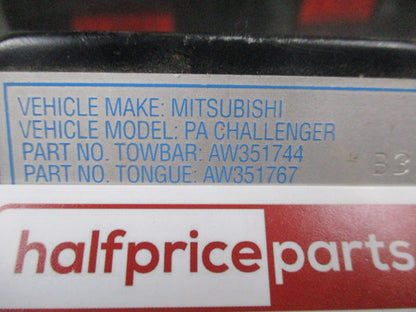 VEHICLE MAKE: MITSUBISHI
VEHICLE MODEL: PA CHALLENGER
PART NO. TOWBAR: AW351744
PART NO. TONGUE: AW351767
halfpriceparts